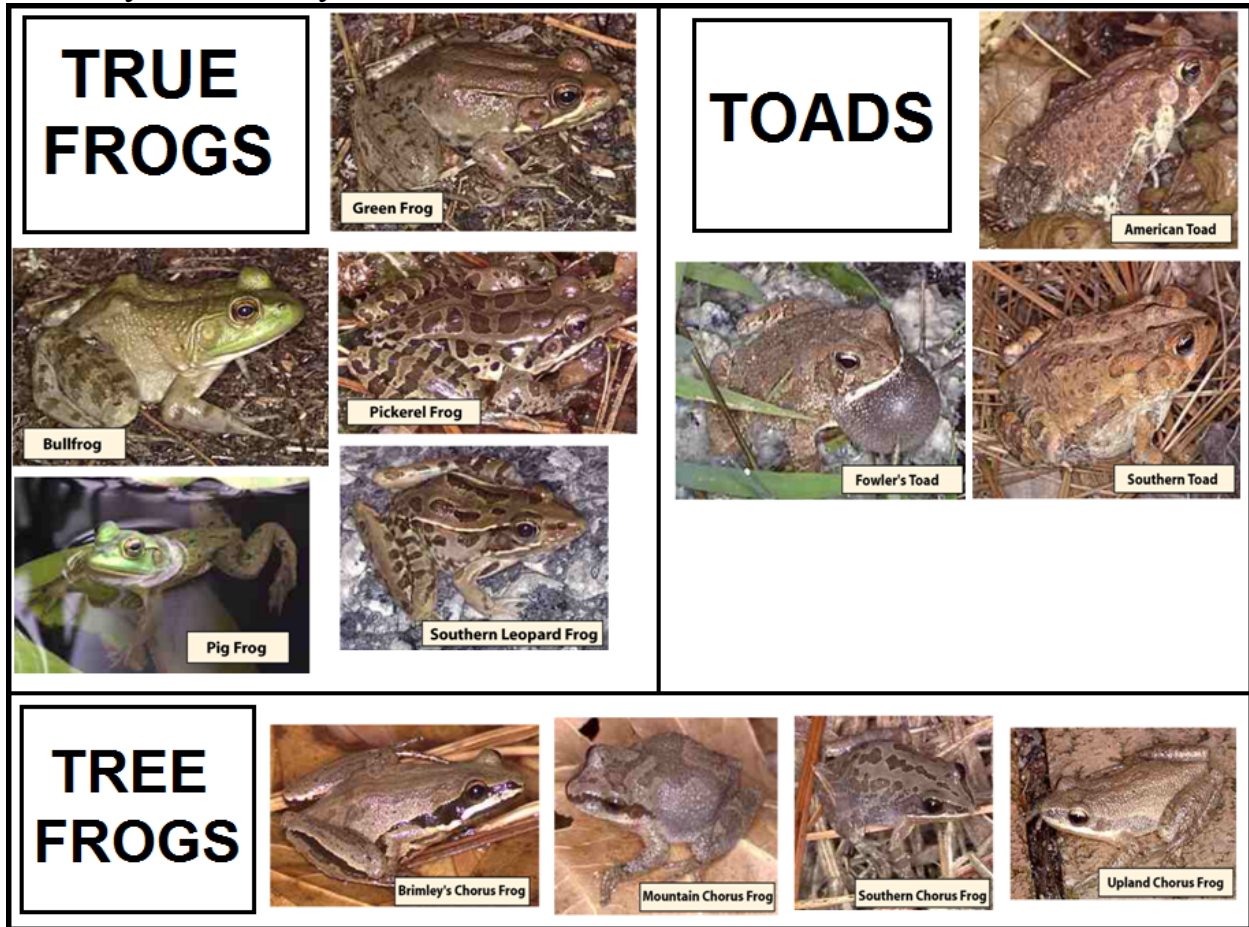 TRUE
FROGS
Green Frog
Bullfrog
Pickerel Frog
Pig Frog
Southern Leopard Frog
TOADS
American Toad
Fowler's Toad
Southern Toad
TREE
FROGS
Brimley's Chorus Frog
Mountain Chorus Frog
Southern Chorus Frog
Upland Chorus Frog